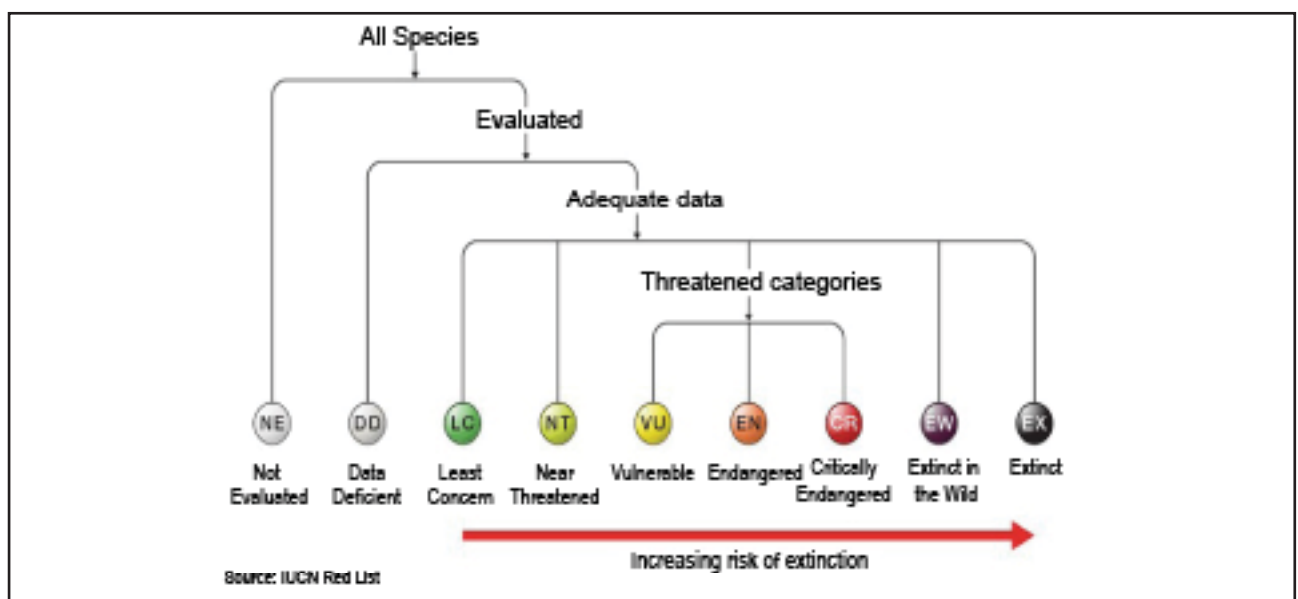 All Species
Evaluated
Adequate data
Threatened categories
NE DD LC NT VU EN CR EW EX
Not Evaluated
Data Deficient
Least Concern
Near Threatened
Vulnerable
Endangered
Critically Endangered
Extinct in the Wild
Extinct
Increasing risk of extinction
Source: IUCN Red List